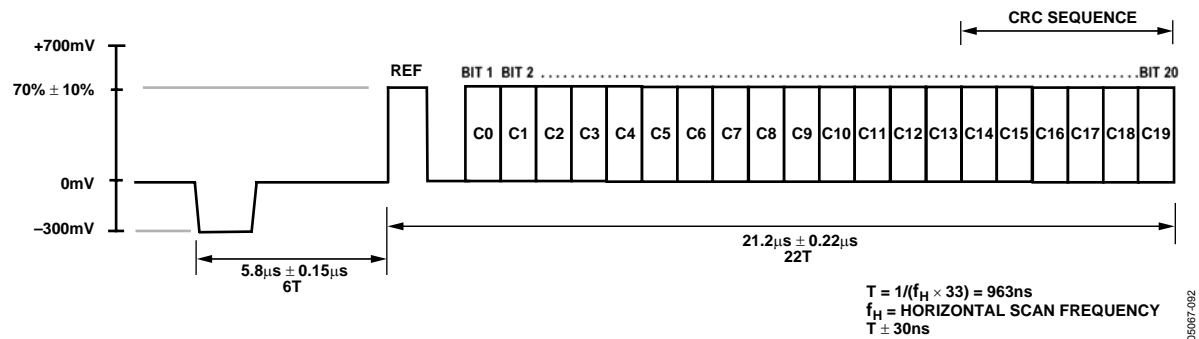 CRC SEQUENCE
+700mV
REF
BIT 1 BIT 2 BIT 20
70% ± 10%
C0 C1 C2 C3 C4 C5 C6 C7 C8 C9 C10 C11 C12 C13 C14 C15 C16 C17 C18 C19
0mV
–300mV
21.2µs ± 0.22µs
22T
5.8µs ± 0.15µs
6T
T = 1/(fH × 33) = 963ns
fH = HORIZONTAL SCAN FREQUENCY
T ± 30ns
05067-092